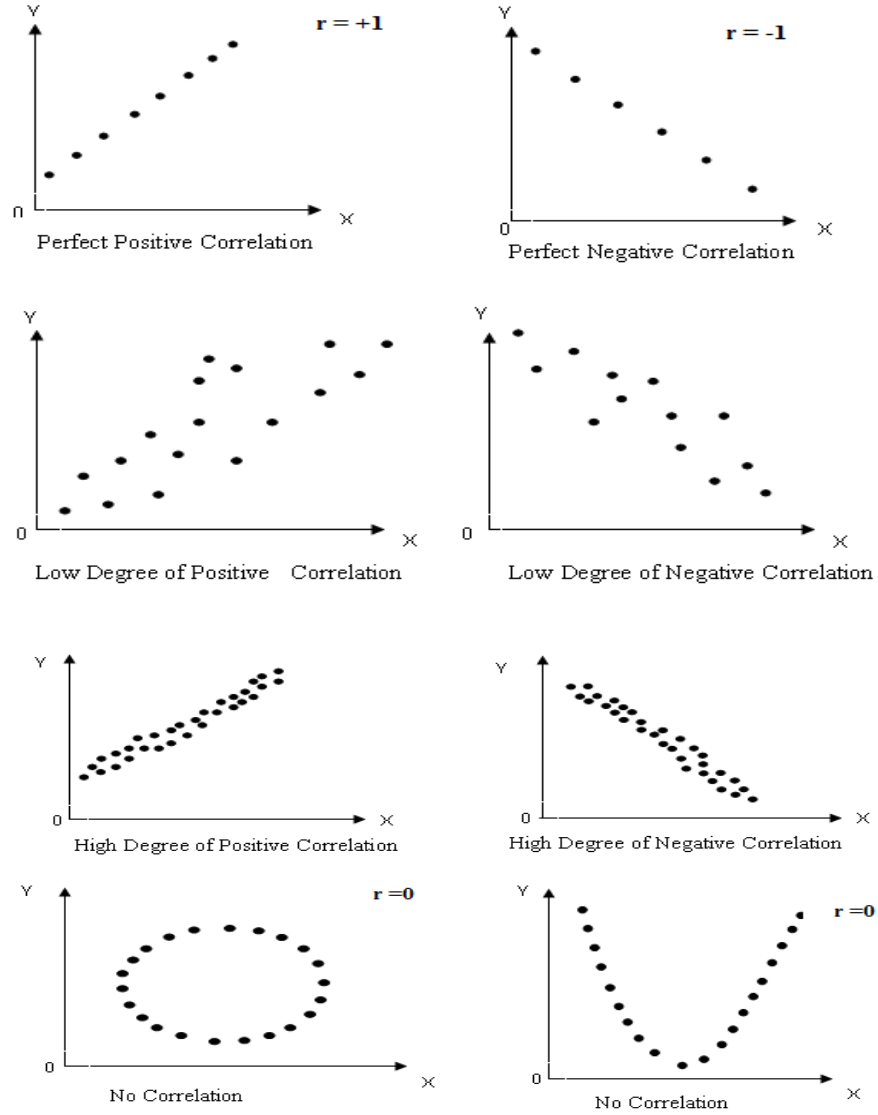 Y
r = +1
0
X
Perfect Positive Correlation
Y
r = -1
0
X
Perfect Negative Correlation
Y
0
X
Low Degree of Positive Correlation
Y
0
X
Low Degree of Negative Correlation
Y
0
X
High Degree of Positive Correlation
Y
0
X
High Degree of Negative Correlation
Y
r =0
0
X
No Correlation
Y
r =0
0
X
No Correlation